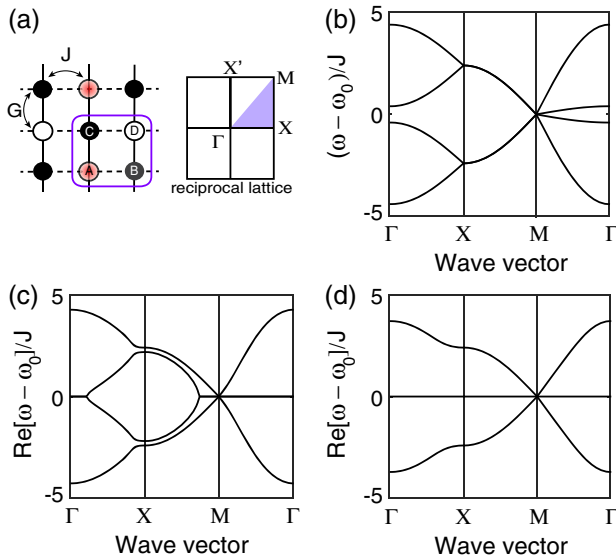 (a)
J
G
C
D
A
B
X'
M
Γ
X
reciprocal lattice
(b)
(ω − ω0)/J
5
0
-5
Γ
X
M
Γ
Wave vector
(c)
Re[ω − ω0]/J
5
0
-5
Γ
X
M
Γ
Wave vector
(d)
Re[ω − ω0]/J
5
0
-5
Γ
X
M
Γ
Wave vector